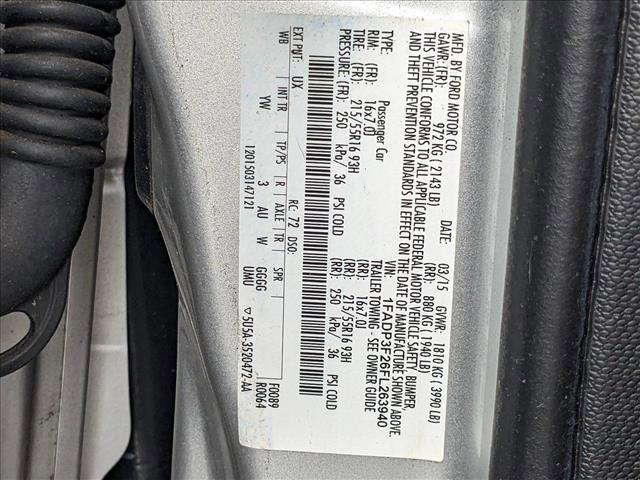 MFD BY FORD MOTOR CO.
DATE: 03/15 GVWR: 1810 KG ( 3990 LB)
GAWR: (FR): 972 KG ( 2143 LB) (RR): 880 KG ( 1940 LB)
THIS VEHICLE CONFORMS TO ALL APPLICABLE FEDERAL MOTOR VEHICLE SAFETY, BUMPER,
AND THEFT PREVENTION STANDARDS IN EFFECT ON THE DATE OF MANUFACTURE SHOWN ABOVE.
VIN: 1FADP3F26FL263940
TYPE: Passenger Car TRAILER TOWING - SEE OWNER GUIDE
RIM: (FR): 16x7.0J (RR): 16x7.0J
TIRE: (FR): 215/55R16 93H (RR): 215/55R16 93H
PRESSURE: (FR): 250 kPa/ 36 PSI COLD (RR): 250 kPa/ 36 PSI COLD
EXT PNT: UX RC: 72 DSO: F0089
WB INT TR TP/PS R AXLE TR SPR R0064
YW 3 AU W GGGG
1201503147121 UMU ▽5U5A-3520472-AA